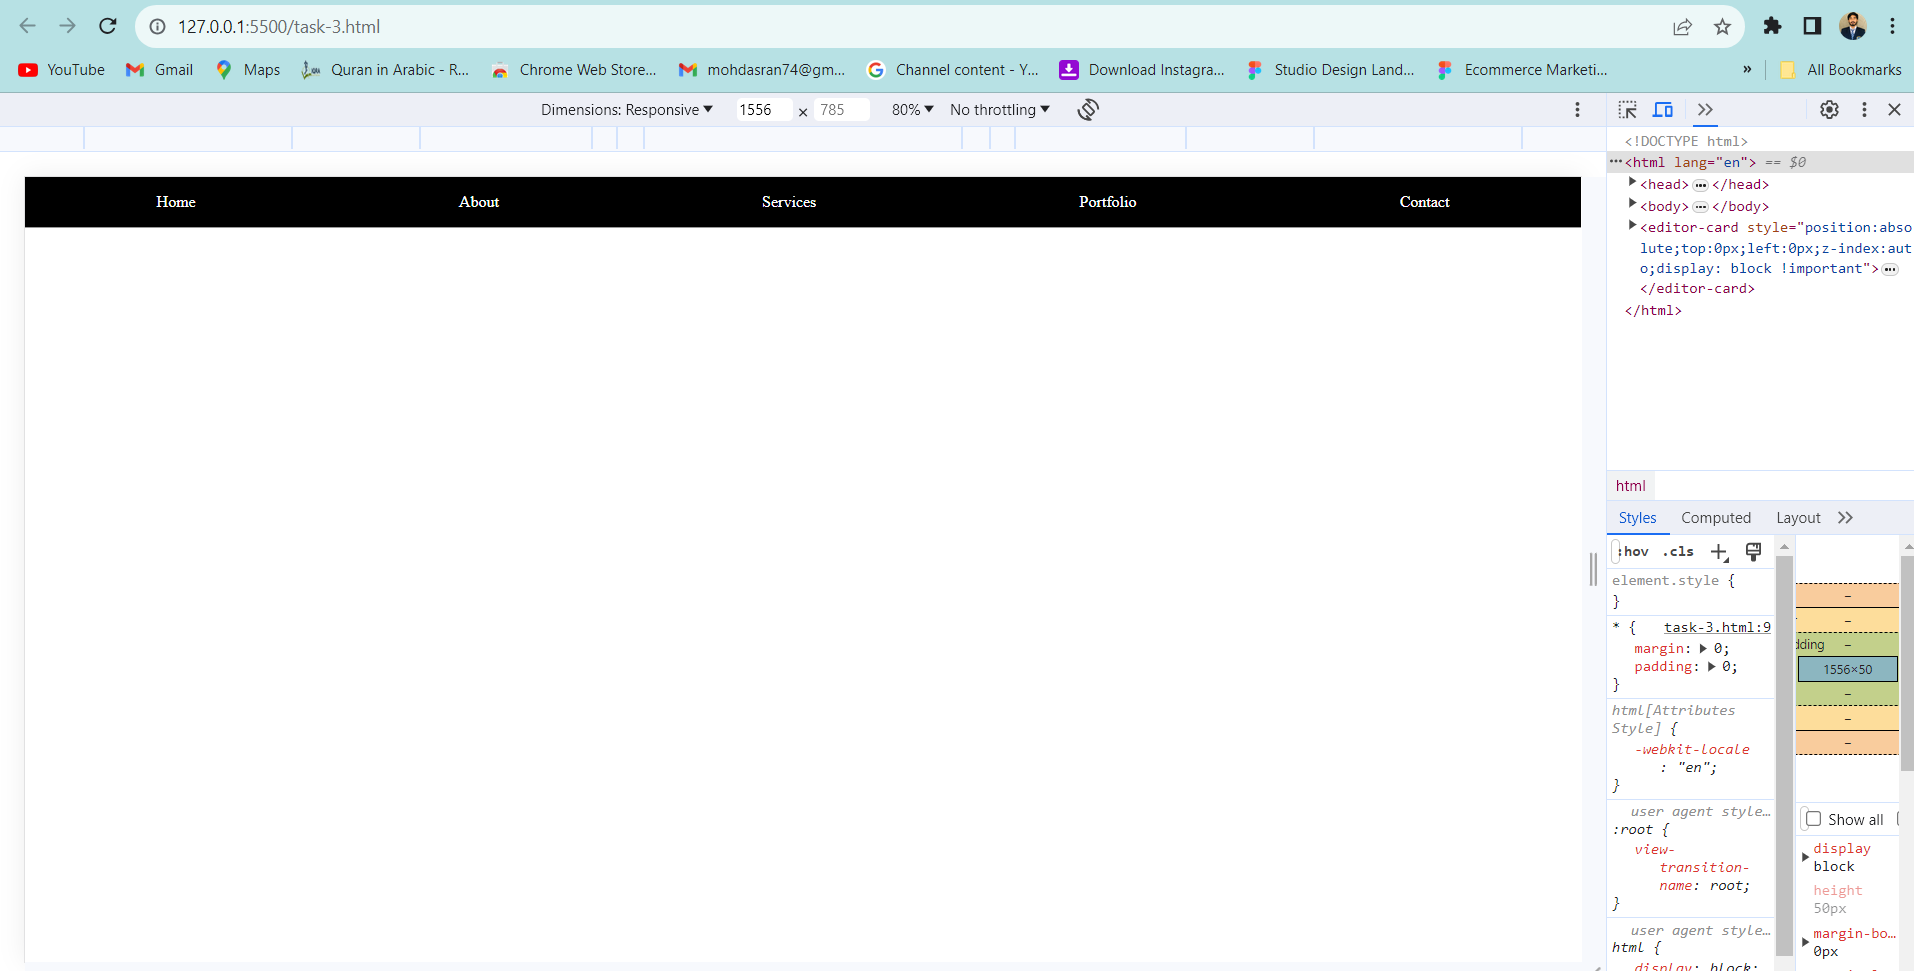 127.0.0.1:5500/task-3.html
YouTube Gmail Maps Quran in Arabic - R... Chrome Web Store... mohdasran74@gm... Channel content - Y... Download Instagra... Studio Design Land... Ecommerce Marketi... » All Bookmarks
Dimensions: Responsive ▼ 1556 × 785 80% ▼ No throttling ▼
Home About Services Portfolio Contact
<!DOCTYPE html>
<html lang="en"> == $0
<head> </head>
<body> </body>
<editor-card style="position:abso
lute;top:0px;left:0px;z-index:aut
o;display: block !important">
</editor-card>
</html>
html
Styles Computed Layout
:hov .cls
element.style {
}
* { task-3.html:9
margin: 0;
padding: 0;
}
html[Attributes
Style] {
-webkit-locale
: "en";
}
user agent style…
:root {
view-
transition-
name: root;
}
user agent style…
html {
display: block;
–
–
dding –
1556×50
–
–
–
Show all
display
block
height
50px
margin-bo…
0px